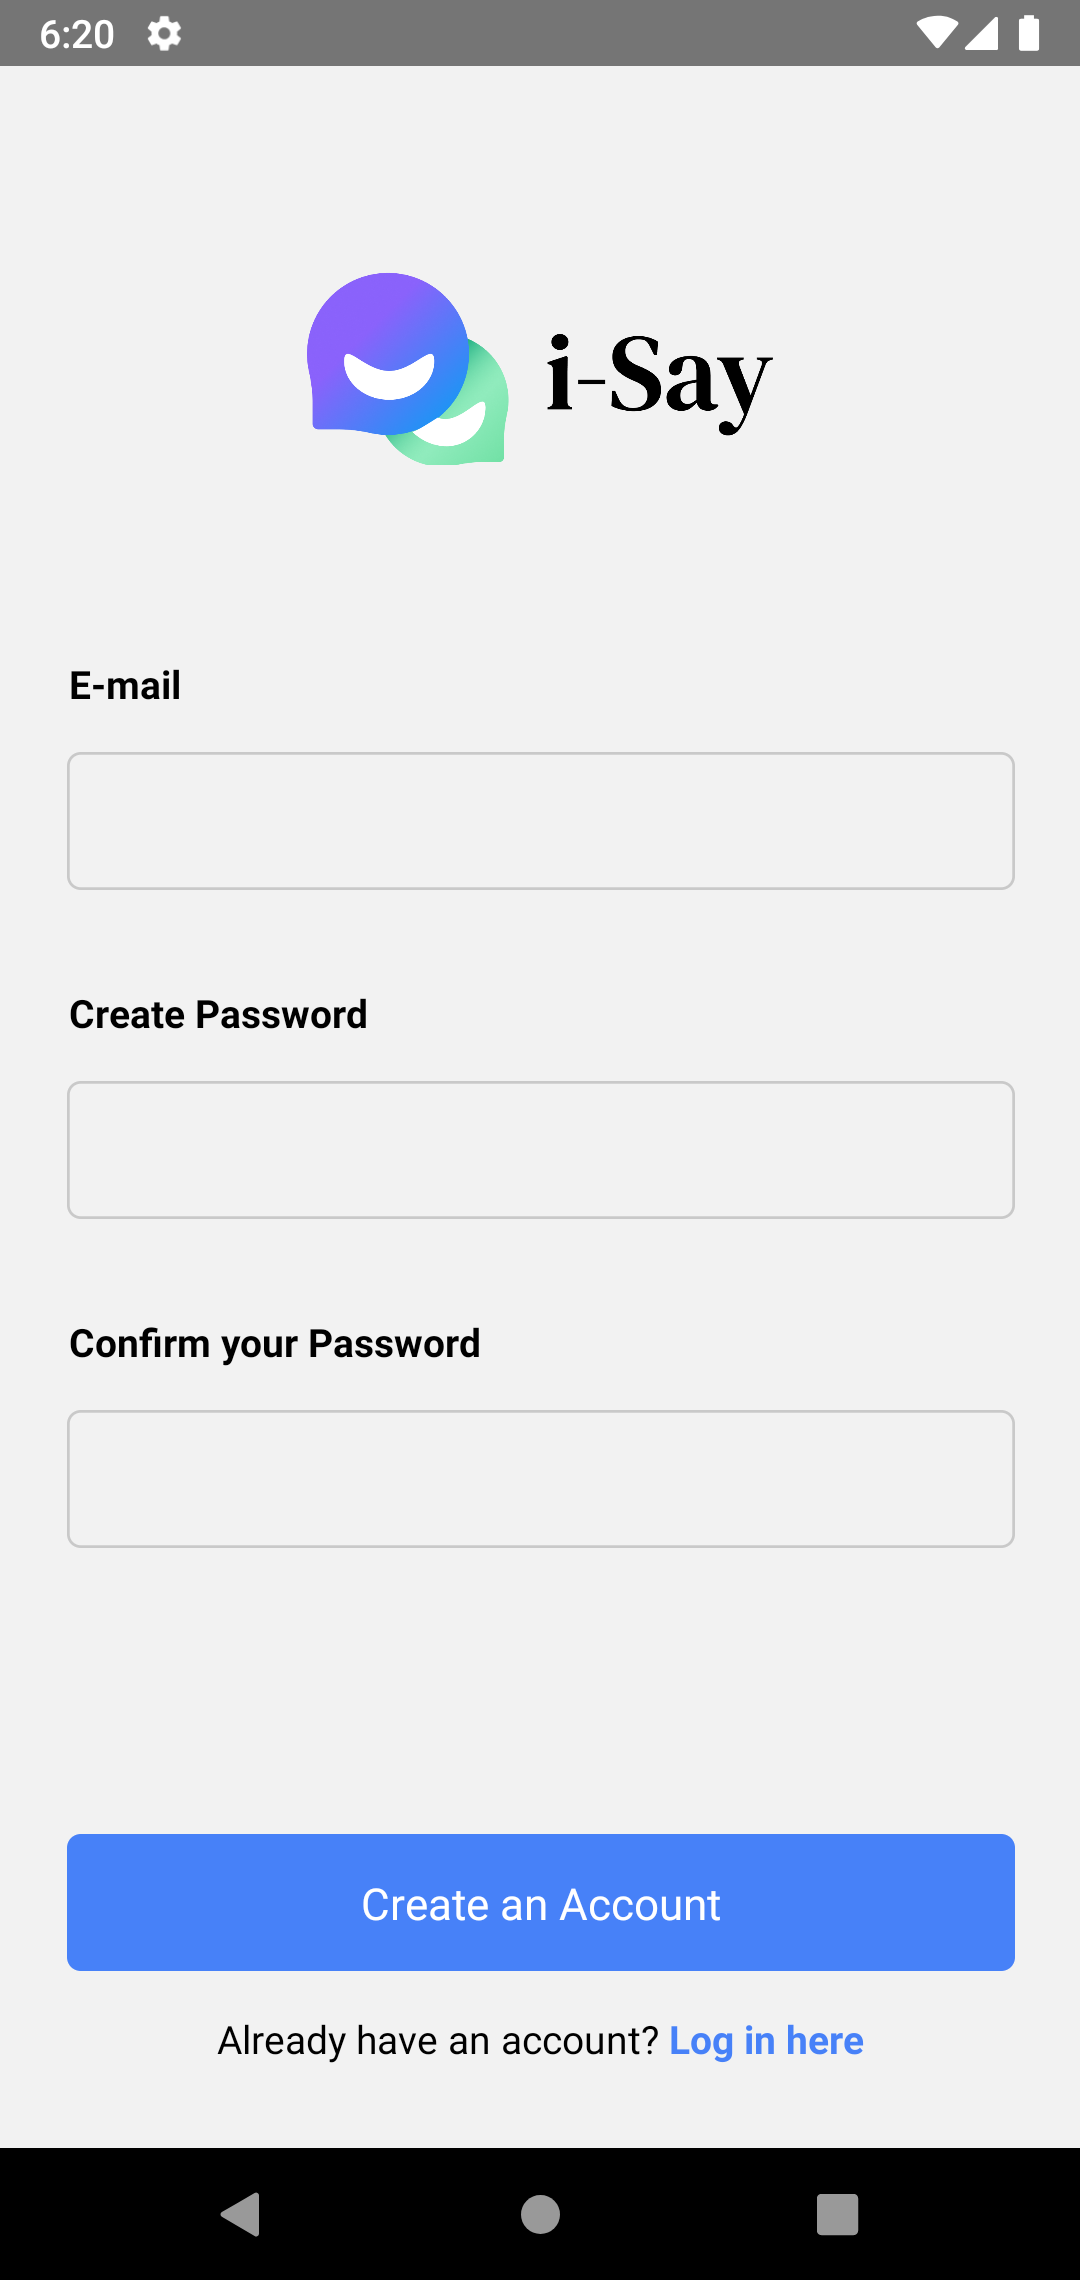 6:20
i-Say
E-mail
Create Password
Confirm your Password
Create an Account
Already have an account? Log in here